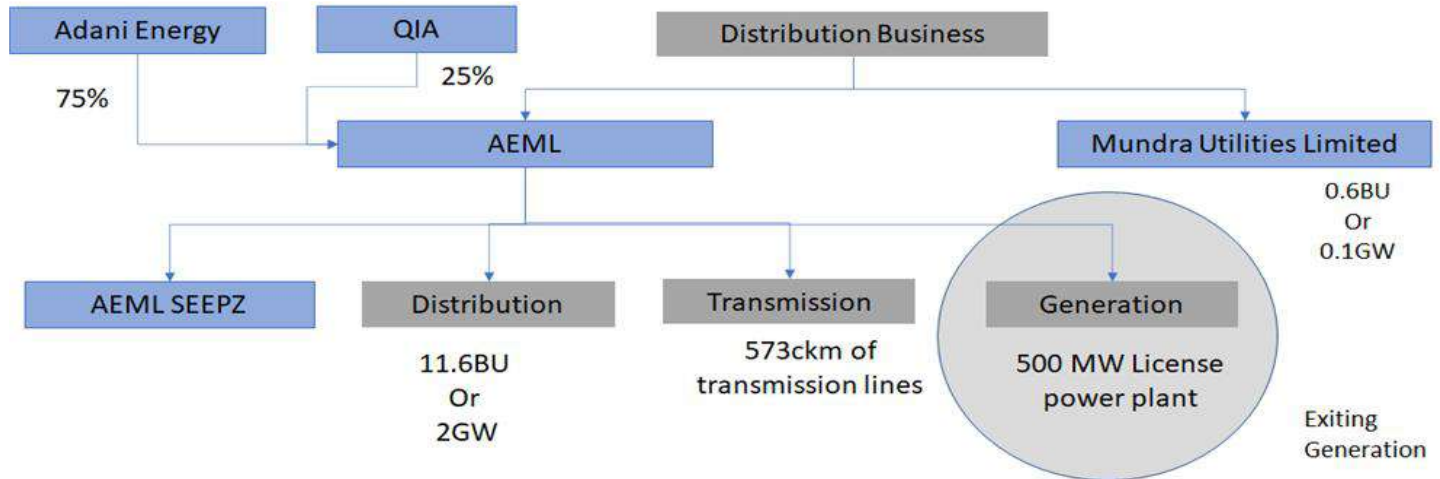 Adani Energy
QIA
Distribution Business
75%
25%
AEML
Mundra Utilities Limited
0.6BU
Or
0.1GW
AEML SEEPZ
Distribution
Transmission
Generation
11.6BU
Or
2GW
573ckm of
transmission lines
500 MW License
power plant
Exiting
Generation